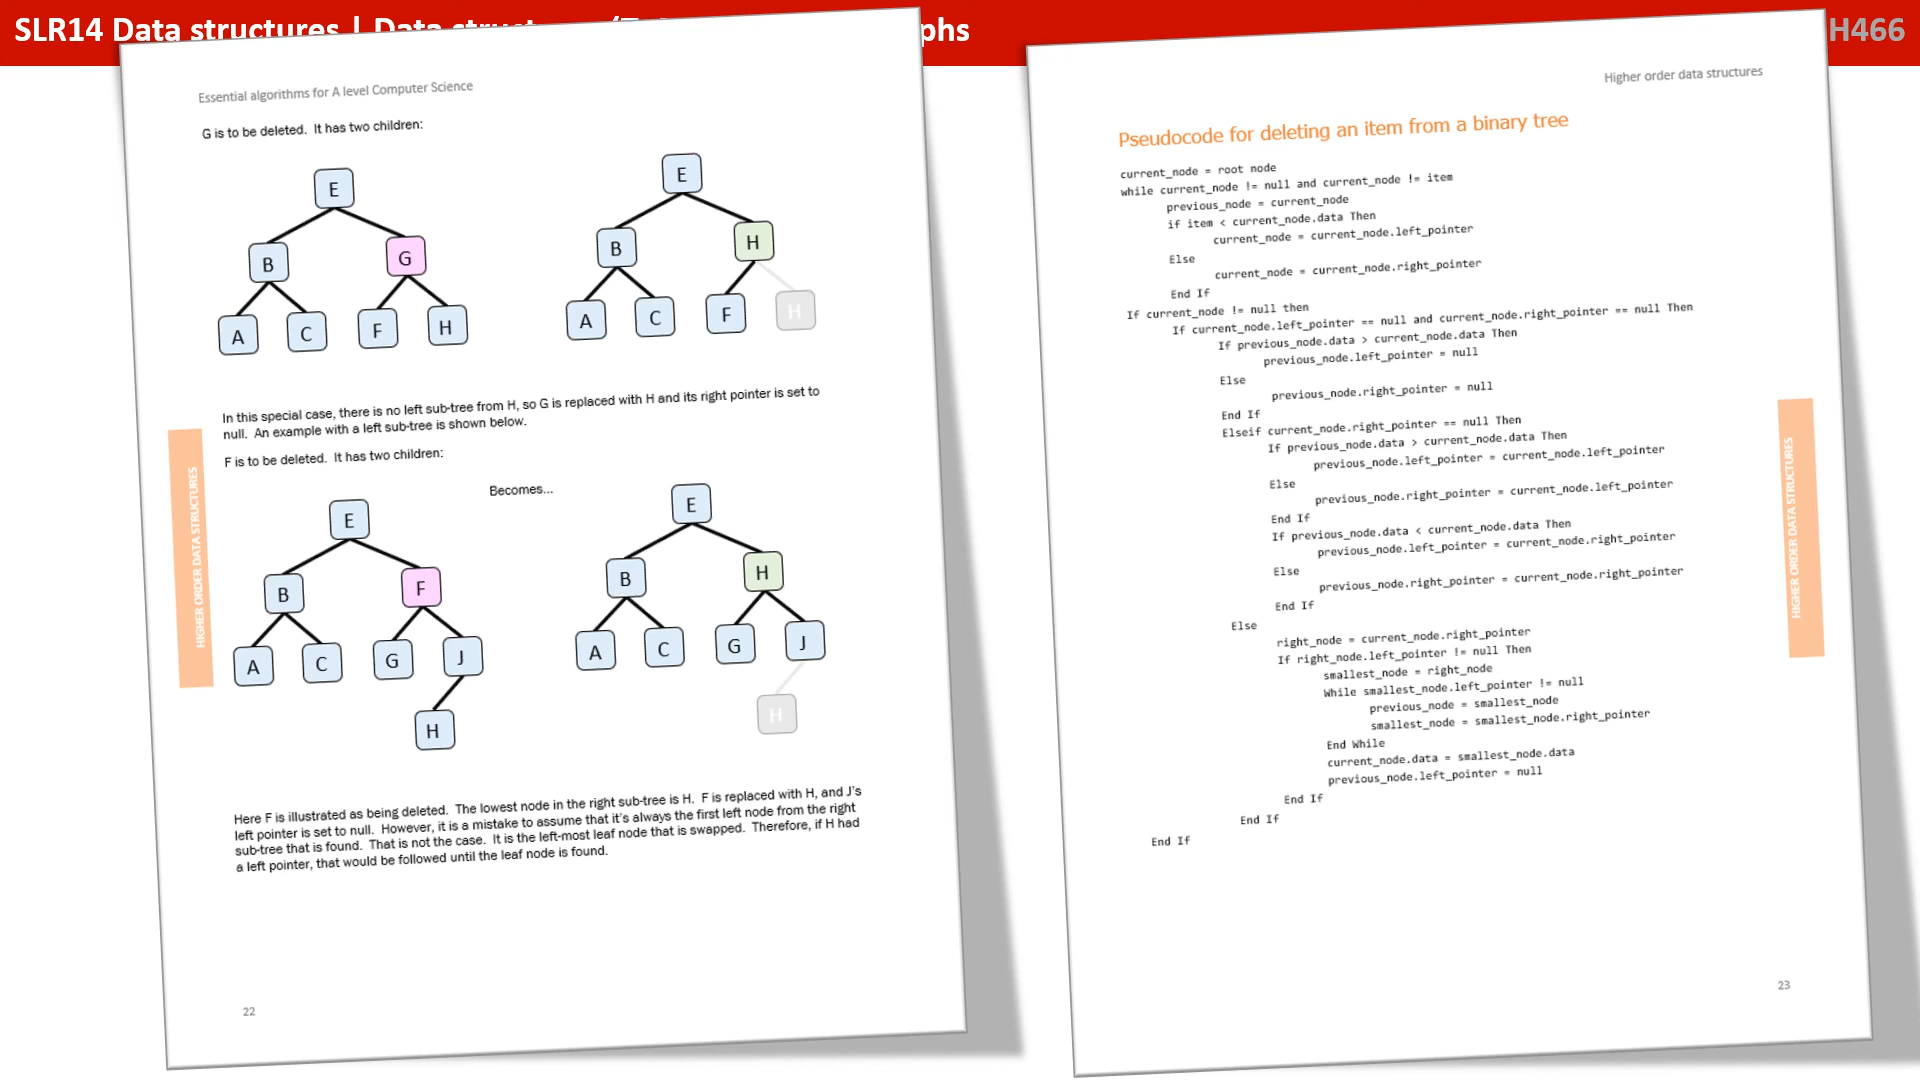 SLR14 Data structures | Data phs
H466
Essential algorithms for A level Computer Science
G is to be deleted. It has two children:
E
B
G
A
C
F
H
E
B
H
A
C
F
H
In this special case, there is no left sub-tree from H, so G is replaced with H and its right pointer is set to
null. An example with a left sub-tree is shown below.
F is to be deleted. It has two children:
Becomes...
E
B
F
A
C
G
J
H
E
B
H
A
C
G
J
H
Here F is illustrated as being deleted. The lowest node in the right sub-tree is H. F is replaced with H, and J's
left pointer is set to null. However, it is a mistake to assume that it's always the first left node from the right
sub-tree that is found. That is not the case. It is the left-most leaf node that is swapped. Therefore, if H had
a left pointer, that would be followed until the leaf node is found.
HIGHER ORDER DATA STRUCTURES
22
Higher order data structures
Pseudocode for deleting an item from a binary tree
current_node = root node
while current_node != null and current_node != item
previous_node = current_node
if item < current_node.data Then
current_node = current_node.left_pointer
Else
current_node = current_node.right_pointer
End If
If current_node != null then
If current_node.left_pointer == null and current_node.right_pointer == null Then
If previous_node.data > current_node.data Then
previous_node.left_pointer = null
Else
previous_node.right_pointer = null
End If
Elseif current_node.right_pointer == null Then
If previous_node.data > current_node.data Then
previous_node.left_pointer = current_node.left_pointer
Else
previous_node.right_pointer = current_node.left_pointer
End If
If previous_node.data < current_node.data Then
previous_node.left_pointer = current_node.right_pointer
Else
previous_node.right_pointer = current_node.right_pointer
End If
Else
right_node = current_node.right_pointer
If right_node.left_pointer != null Then
smallest_node = right_node
While smallest_node.left_pointer != null
previous_node = smallest_node
smallest_node = smallest_node.right_pointer
End While
current_node.data = smallest_node.data
previous_node.left_pointer = null
End If
End If
End If
HIGHER ORDER DATA STRUCTURES
23